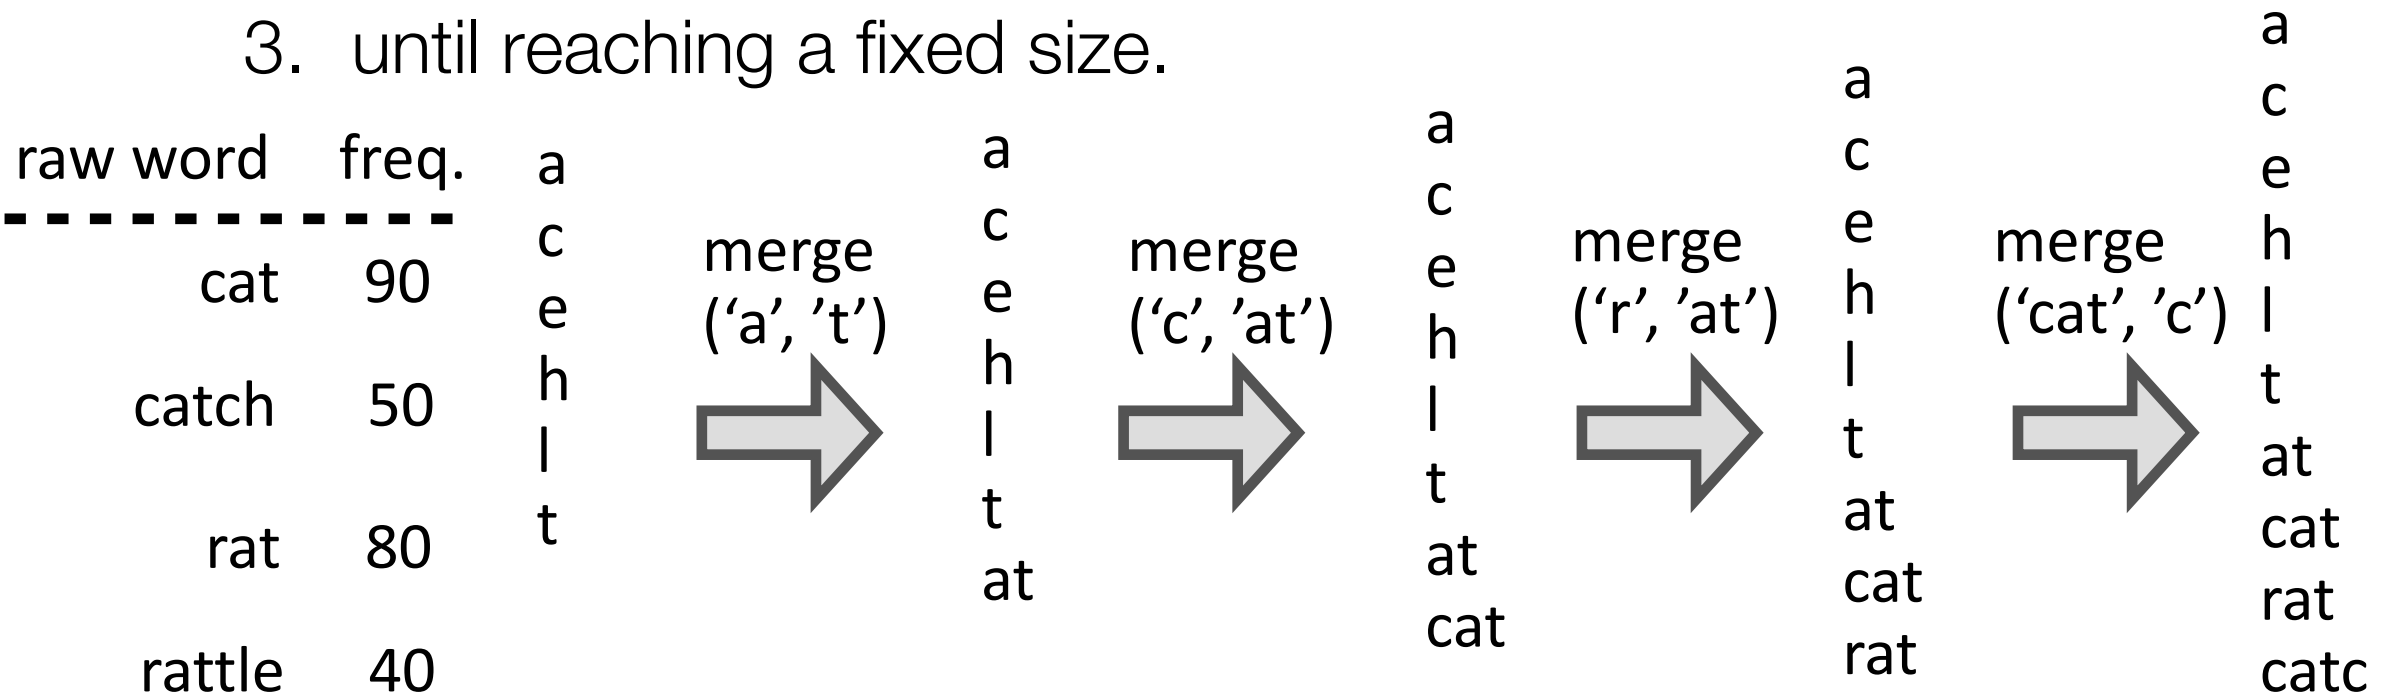 3. until reaching a fixed size.
raw word freq.
cat 90
catch 50
rat 80
rattle 40
a
c
e
h
l
t
merge
(‘a’, ’t’)
a
c
e
h
l
t
at
merge
(‘c’, ’at’)
a
c
e
h
l
t
at
cat
merge
(‘r’, ’at’)
a
c
e
h
l
t
at
cat
rat
merge
(‘cat’, ’c’)
a
c
e
h
l
t
at
cat
rat
catc